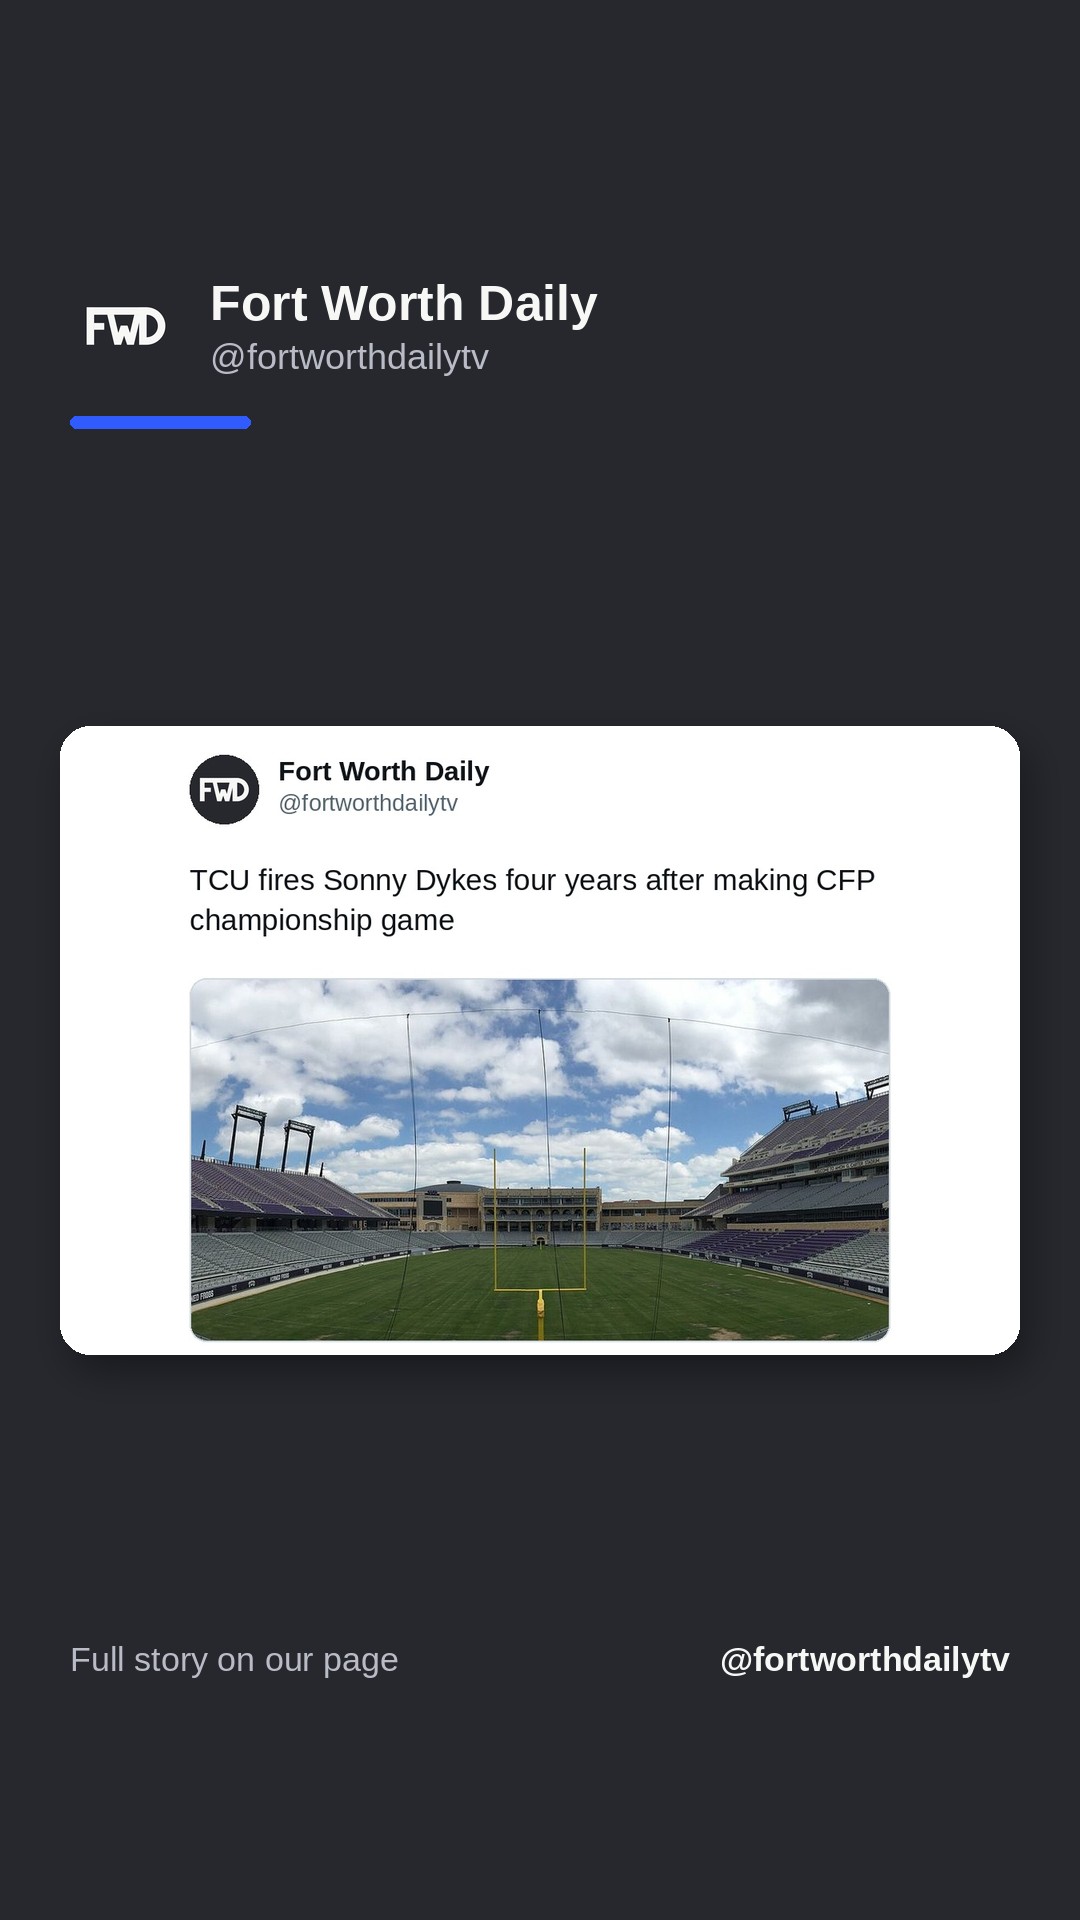 FWD
Fort Worth Daily
@fortworthdailytv
FWD
Fort Worth Daily
@fortworthdailytv
TCU fires Sonny Dykes four years after making CFP
championship game
Full story on our page
@fortworthdailytv